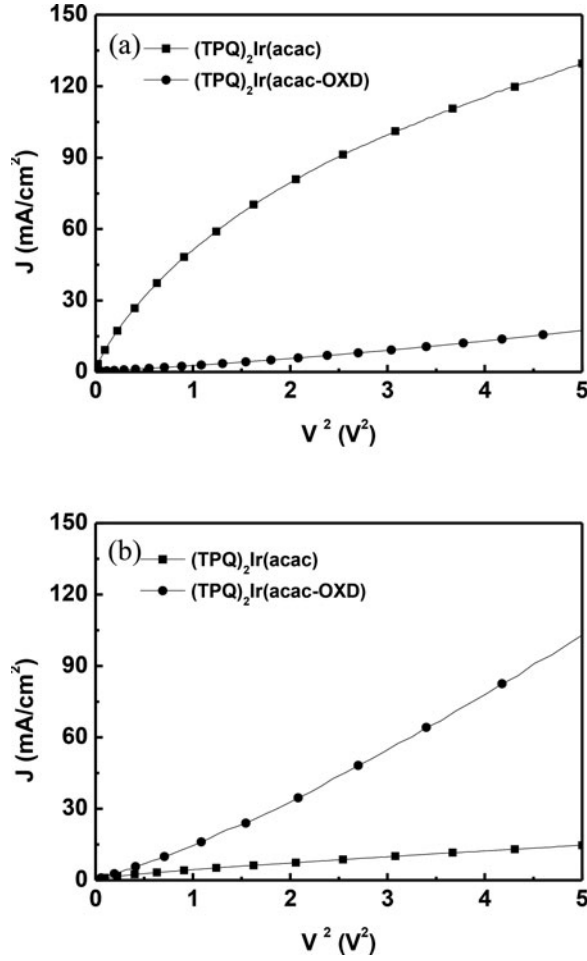 (a)
(TPQ)2Ir(acac)
(TPQ)2Ir(acac-OXD)
J (mA/cm²)
150
120
90
60
30
0
0 1 2 3 4 5
V² (V²)
(b)
(TPQ)2Ir(acac)
(TPQ)2Ir(acac-OXD)
J (mA/cm²)
150
120
90
60
30
0
0 1 2 3 4 5
V² (V²)